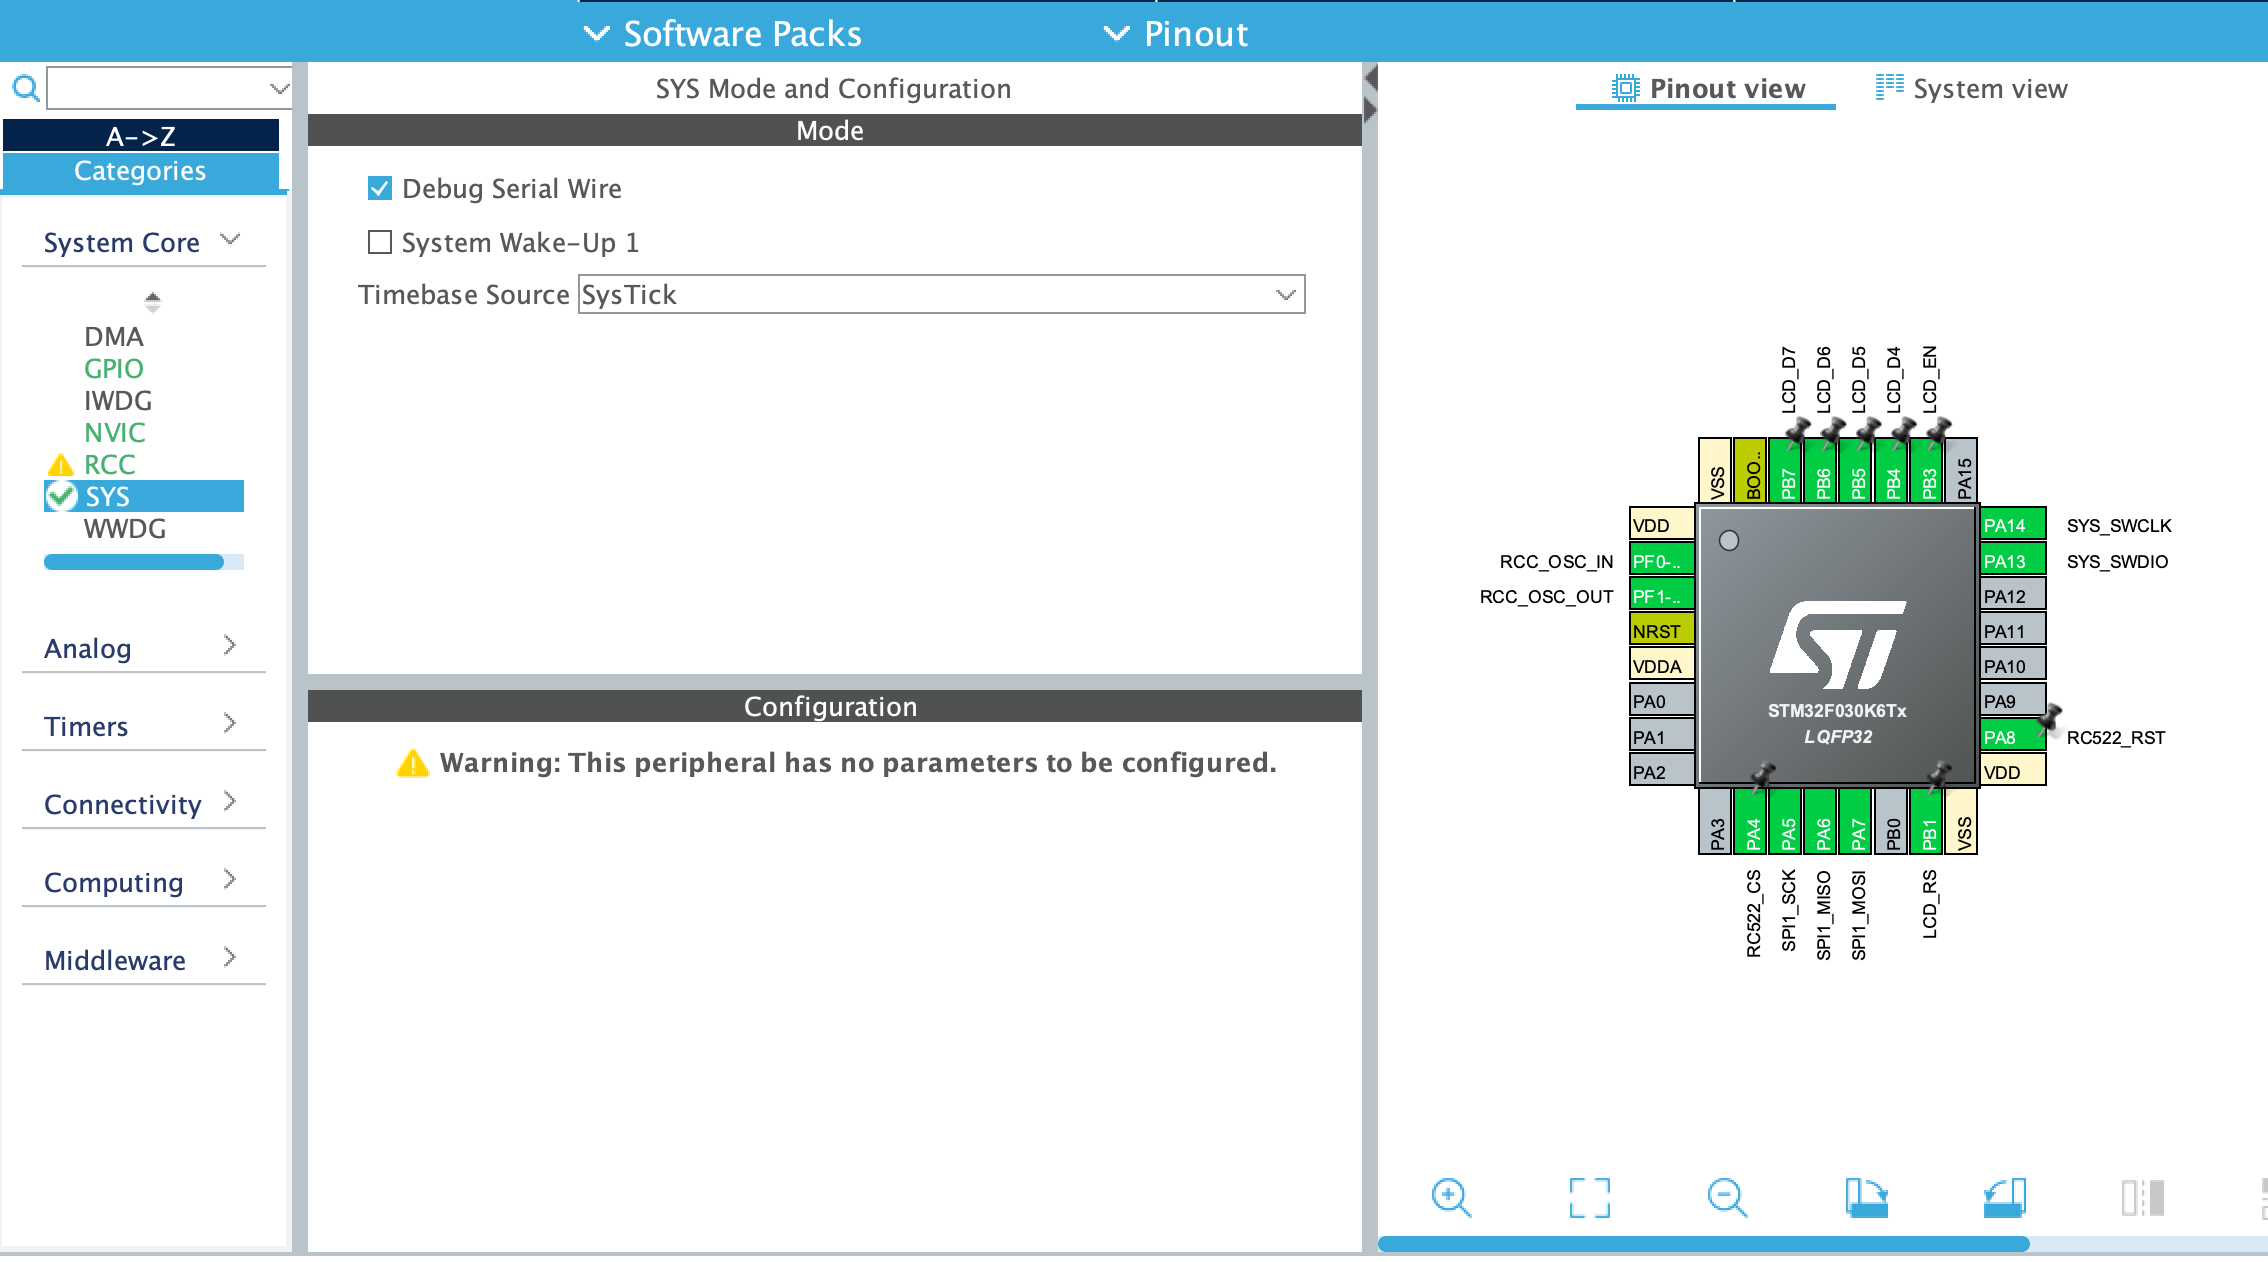 Software Packs
Pinout
A->Z
Categories
System Core
DMA
GPIO
IWDG
NVIC
RCC
SYS
WWDG
Analog
Timers
Connectivity
Computing
Middleware
SYS Mode and Configuration
Mode
Debug Serial Wire
System Wake-Up 1
Timebase Source SysTick
Configuration
Warning: This peripheral has no parameters to be configured.
Pinout view
System view
LCD_D7
LCD_D6
LCD_D5
LCD_D4
LCD_EN
VSS
BOO..
PB7
PB6
PB5
PB4
PB3
PA15
VDD
RCC_OSC_IN PF0-..
RCC_OSC_OUT PF1-..
NRST
VDDA
PA0
PA1
PA2
STM32F030K6Tx
LQFP32
PA14 SYS_SWCLK
PA13 SYS_SWDIO
PA12
PA11
PA10
PA9
PA8 RC522_RST
VDD
PA3
PA4
PA5
PA6
PA7
PB0
PB1
VSS
RC522_CS
SPI1_SCK
SPI1_MISO
SPI1_MOSI
LCD_RS